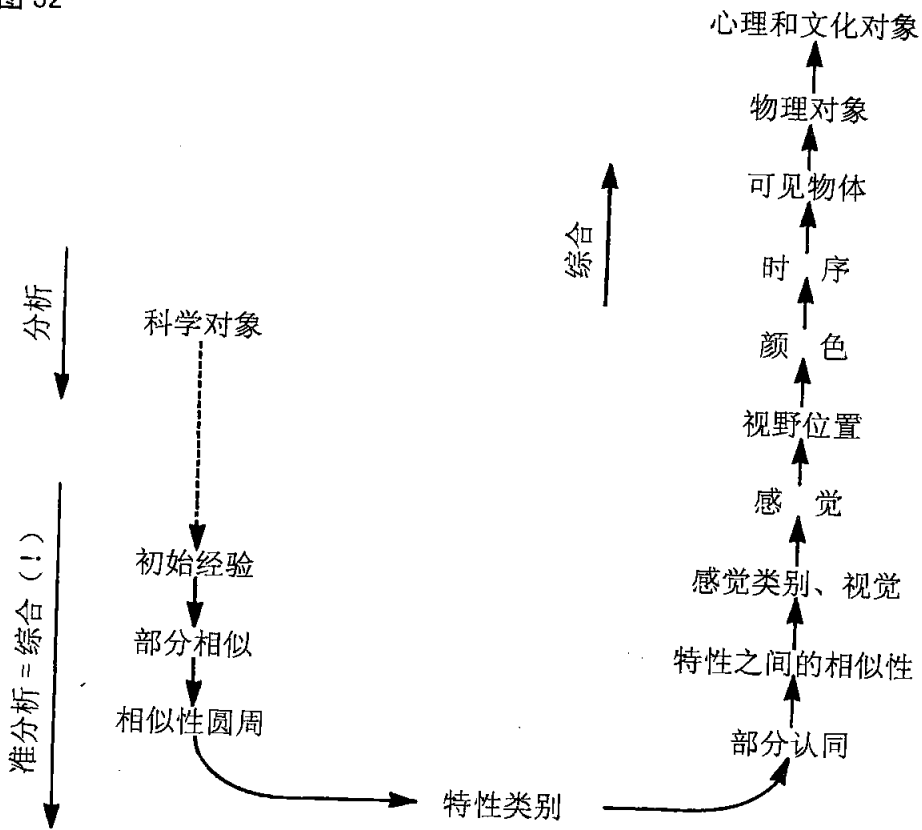 图 32
心理和文化对象
物理对象
可见物体
时 序
颜 色
视野位置
感 觉
感觉类别、视觉
特性之间的相似性
部分认同
综合
分析
科学对象
初始经验
部分相似
相似性圆周
特性类别
准分析=综合(!)